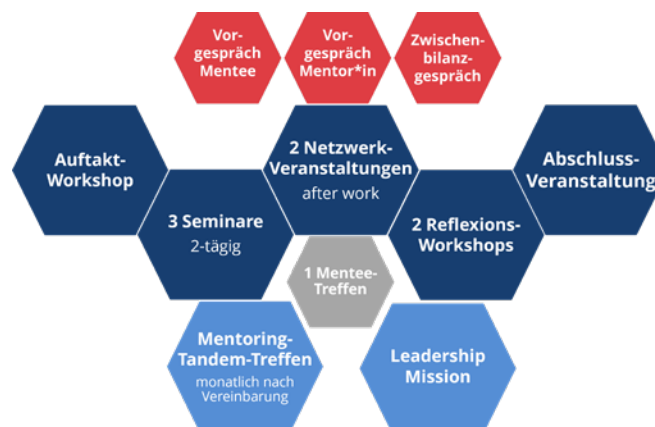 Vor-
gespräch
Mentee
Vor-
gespräch
Mentor*in
Zwischen-
bilanz-
gespräch
Auftakt-
Workshop
3 Seminare
2-tägig
2 Netzwerk-
Veranstaltungen
after work
2 Reflexions-
Workshops
Abschluss-
Veranstaltung
1 Mentee-
Treffen
Mentoring-
Tandem-Treffen
monatlich nach
Vereinbarung
Leadership
Mission